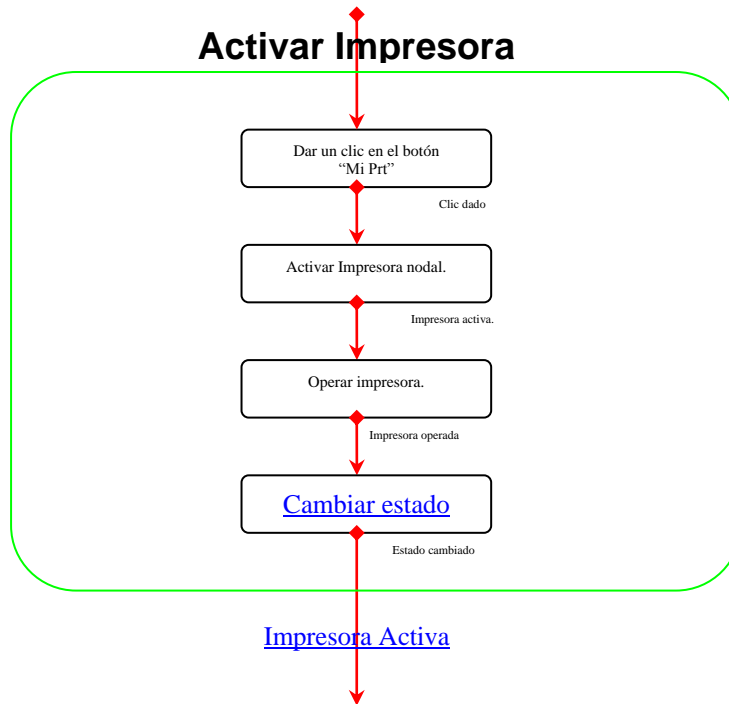 Activar Impresora
Dar un clic en el botón
“Mi Prt”
Clic dado
Activar Impresora nodal.
Impresora activa.
Operar impresora.
Impresora operada
Cambiar estado
Estado cambiado
Impresora Activa